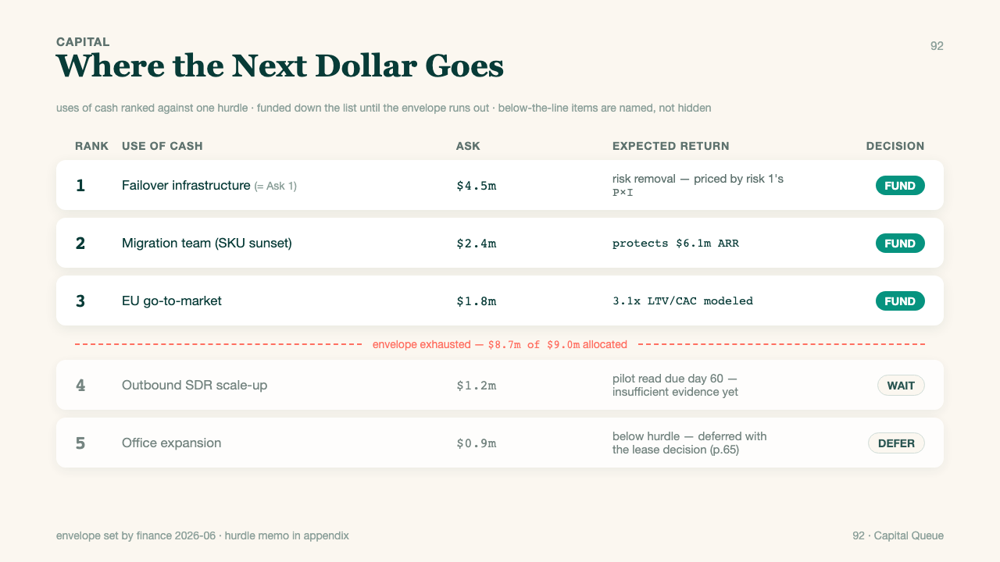 CAPITAL
92
Where the Next Dollar Goes
uses of cash ranked against one hurdle · funded down the list until the envelope runs out · below-the-line items are named, not hidden
RANK USE OF CASH ASK EXPECTED RETURN DECISION
1 Failover infrastructure (= Ask 1) $4.5m risk removal — priced by risk 1's
P×I
FUND
2 Migration team (SKU sunset) $2.4m protects $6.1m ARR FUND
3 EU go-to-market $1.8m 3.1x LTV/CAC modeled FUND
envelope exhausted — $8.7m of $9.0m allocated
4 Outbound SDR scale-up $1.2m pilot read due day 60 —
insufficient evidence yet
WAIT
5 Office expansion $0.9m below hurdle — deferred with
the lease decision (p.65)
DEFER
envelope set by finance 2026-06 · hurdle memo in appendix
92 · Capital Queue